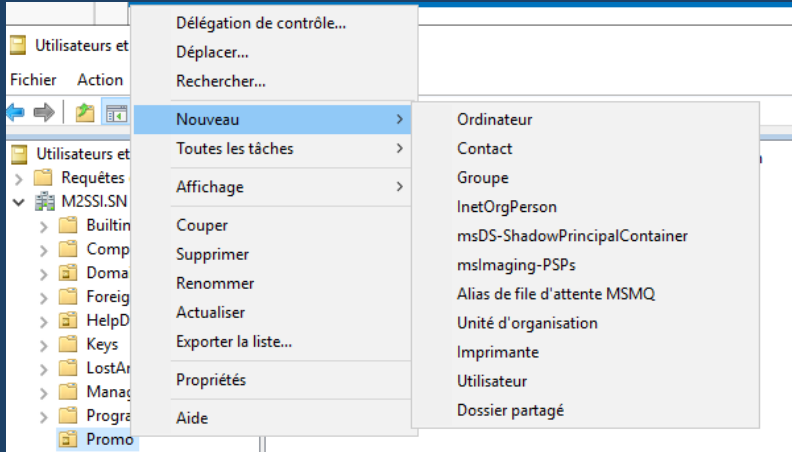 Utilisateurs et
Fichier Action
Utilisateurs et
Requêtes
M2SSI.SN
Builtin
Comp
Doma
Foreig
HelpD
Keys
LostAn
Manag
Progra
Promo
Délégation de contrôle...
Déplacer...
Rechercher...
Nouveau
Toutes les tâches
Affichage
Couper
Supprimer
Renommer
Actualiser
Exporter la liste...
Propriétés
Aide
Ordinateur
Contact
Groupe
InetOrgPerson
msDS-ShadowPrincipalContainer
msImaging-PSPs
Alias de file d'attente MSMQ
Unité d'organisation
Imprimante
Utilisateur
Dossier partagé